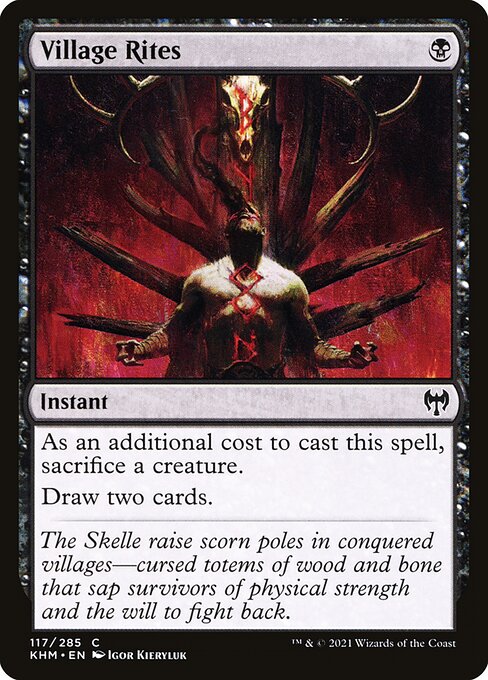 Village Rites
Instant
As an additional cost to cast this spell,
sacrifice a creature.
Draw two cards.
The Skelle raise scorn poles in conquered
villages—cursed totems of wood and bone
that sap survivors of physical strength
and the will to fight back.
117/285 C
KHM • EN Igor Kieryluk
™ & © 2021 Wizards of the Coast